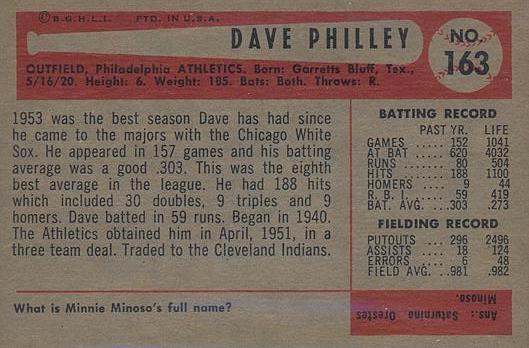 © B.G.H.L.I. PTD. IN U.S.A.
DAVE PHILLEY
NO.
163
OUTFIELD, Philadelphia ATHLETICS. Born: Garretts Bluff, Tex.,
5/16/20. Height: 6. Weight: 185. Bats: Both. Throws: R.
1953 was the best season Dave has had since
he came to the majors with the Chicago White
Sox. He appeared in 157 games and his batting
average was a good .303. This was the eighth
best average in the league. He had 188 hits
which included 30 doubles, 9 triples and 9
homers. Dave batted in 59 runs. Began in 1940.
The Athletics obtained him in April, 1951, in a
three team deal. Traded to the Cleveland Indians.
BATTING RECORD
PAST YR. LIFE
GAMES ..... 152 1041
AT BAT ..... 620 4032
RUNS ..... 80 504
HITS ..... 188 1100
HOMERS .... 9 44
R. B. I. ..... 59 419
BAT. AVG. .. .303 .273
FIELDING RECORD
PUTOUTS ... 296 2496
ASSISTS .... 18 124
ERRORS .... 6 48
FIELD AVG. .981 .982
What is Minnie Minoso's full name?
Ans.: Saturnino Orestes
Minoso.